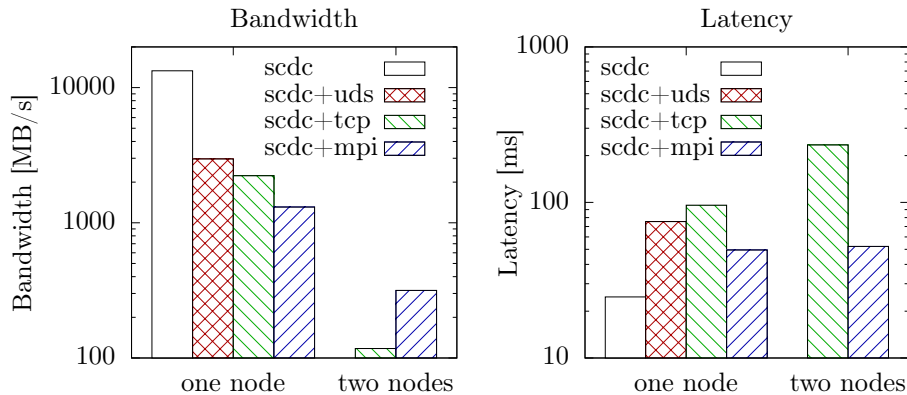 Bandwidth
Bandwidth [MB/s]
10000
1000
100
scdc
scdc+uds
scdc+tcp
scdc+mpi
one node
two nodes
Latency
Latency [ms]
1000
100
10
scdc
scdc+uds
scdc+tcp
scdc+mpi
one node
two nodes